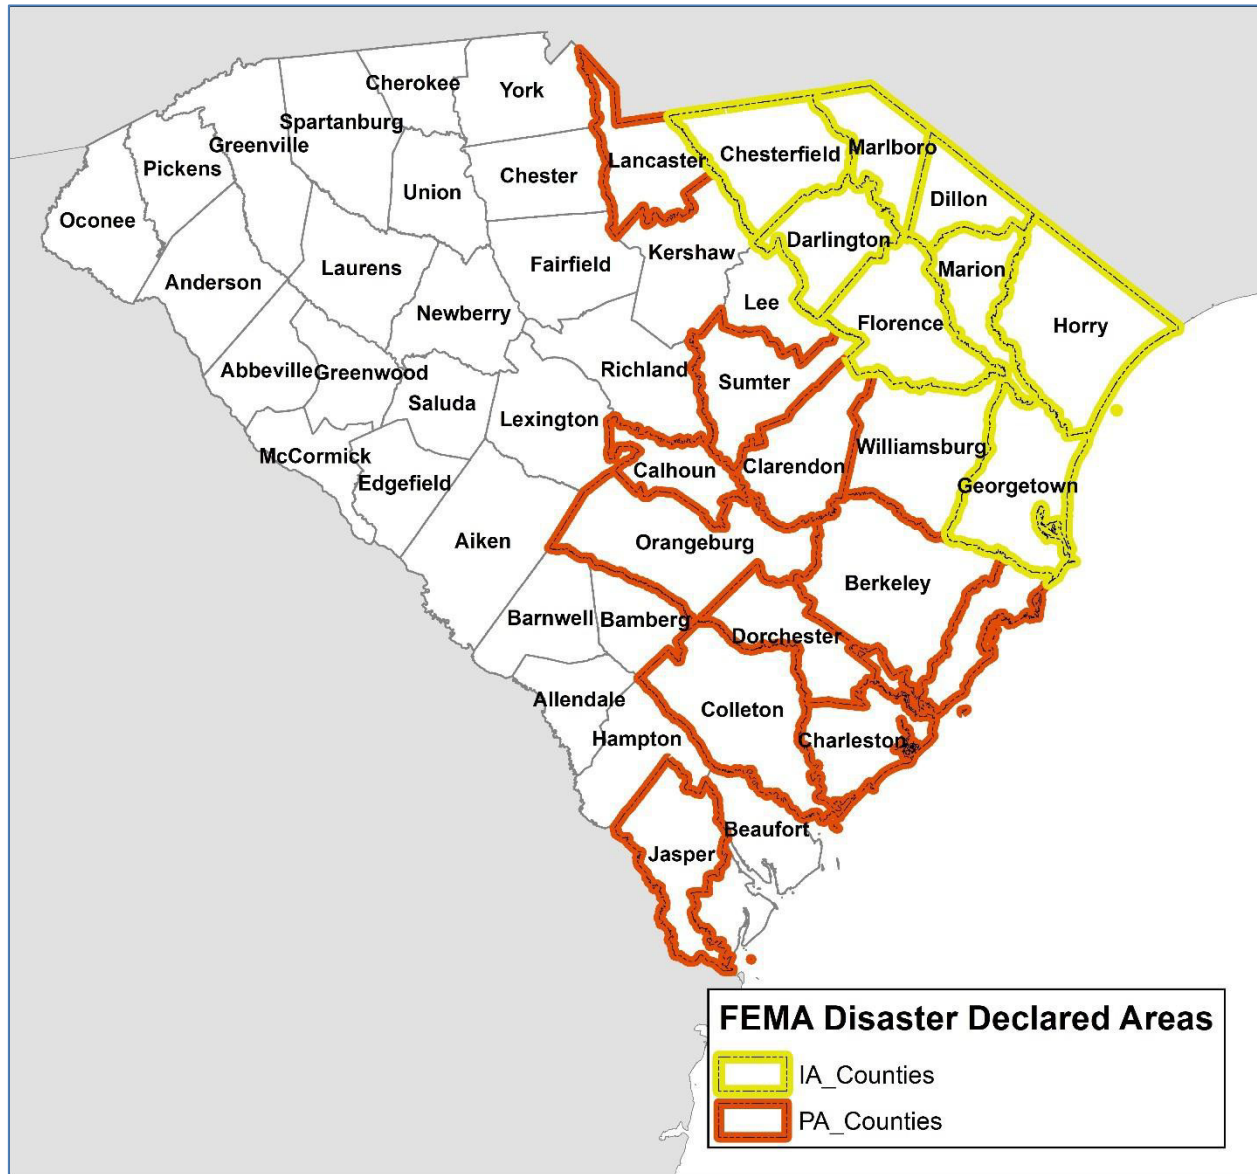 Cherokee
York
Spartanburg
Greenville
Pickens
Lancaster
Chesterfield
Marlboro
Chester
Union
Oconee
Dillon
Darlington
Kershaw
Fairfield
Laurens
Marion
Anderson
Lee
Newberry
Florence
Horry
Richland
Abbeville
Greenwood
Sumter
Saluda
Lexington
Williamsburg
McCormick
Calhoun
Clarendon
Edgefield
Georgetown
Aiken
Orangeburg
Berkeley
Barnwell
Bamberg
Dorchester
Allendale
Colleton
Hampton
Charleston
Beaufort
Jasper
FEMA Disaster Declared Areas
IA_Counties
PA_Counties